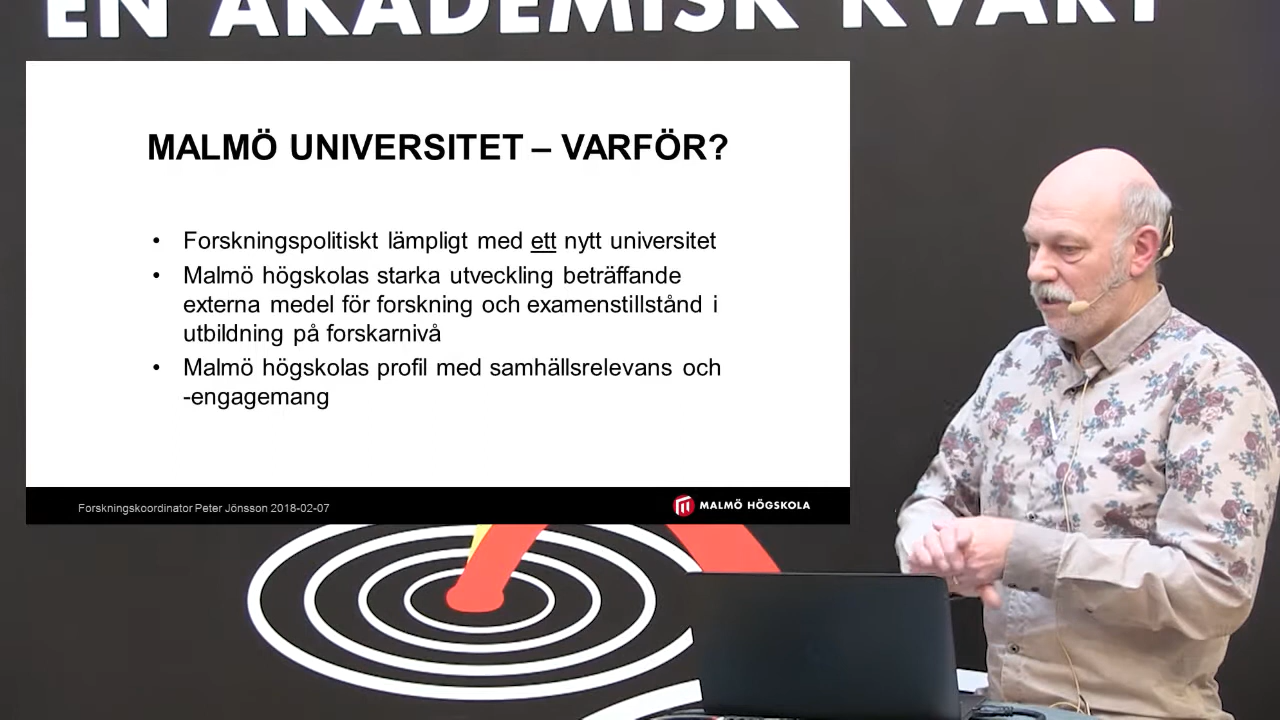 EN AKADEMISK KVART
MALMÖ UNIVERSITET – VARFÖR?
• Forskningspolitiskt lämpligt med ett nytt universitet
• Malmö högskolas starka utveckling beträffande
externa medel för forskning och examenstillstånd i
utbildning på forskarnivå
• Malmö högskolas profil med samhällsrelevans och
-engagemang
Forskningskoordinator Peter Jönsson 2018-02-07
MALMÖ HÖGSKOLA